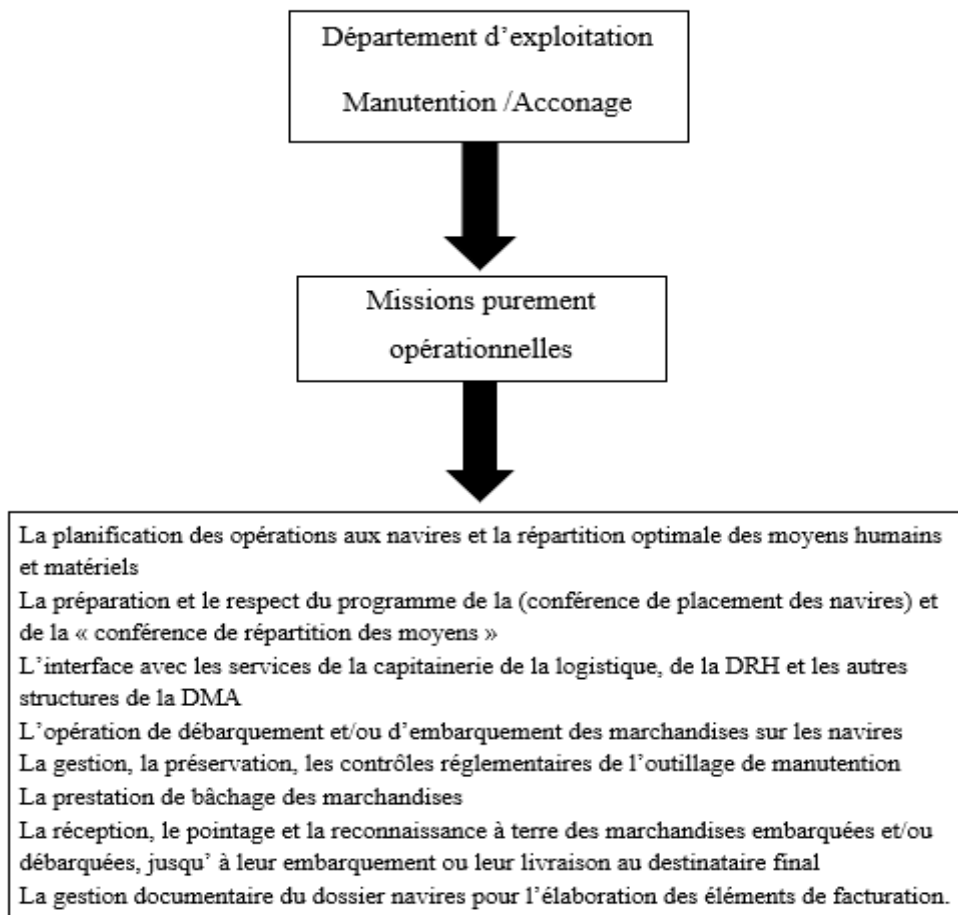 Département d’exploitation
Manutention /Acconage
Missions purement
opérationnelles
La planification des opérations aux navires et la répartition optimale des moyens humains
et matériels
La préparation et le respect du programme de la (conférence de placement des navires) et
de la « conférence de répartition des moyens »
L’interface avec les services de la capitainerie de la logistique, de la DRH et les autres
structures de la DMA
L’opération de débarquement et/ou d’embarquement des marchandises sur les navires
La gestion, la préservation, les contrôles réglementaires de l’outillage de manutention
La prestation de bâchage des marchandises
La réception, le pointage et la reconnaissance à terre des marchandises embarquées et/ou
débarquées, jusqu’ à leur embarquement ou leur livraison au destinataire final
La gestion documentaire du dossier navires pour l’élaboration des éléments de facturation.